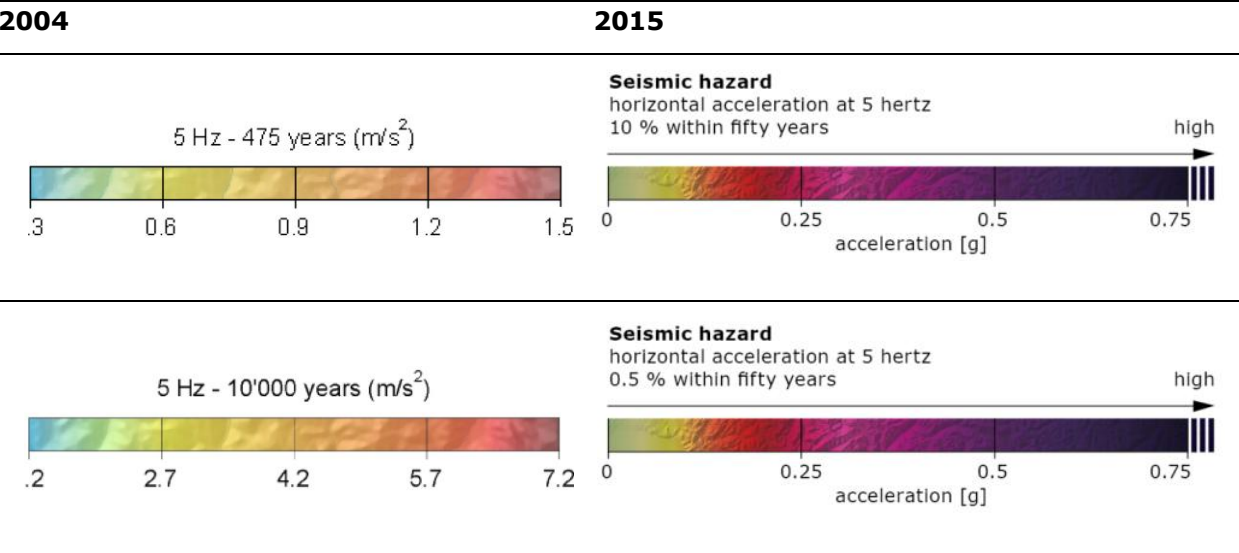 2004
2015
5 Hz - 475 years (m/s²)
.3 0.6 0.9 1.2 1.5
Seismic hazard
horizontal acceleration at 5 hertz
10 % within fifty years
high
0 0.25 0.5 0.75
acceleration [g]
5 Hz - 10'000 years (m/s²)
.2 2.7 4.2 5.7 7.2
Seismic hazard
horizontal acceleration at 5 hertz
0.5 % within fifty years
high
0 0.25 0.5 0.75
acceleration [g]